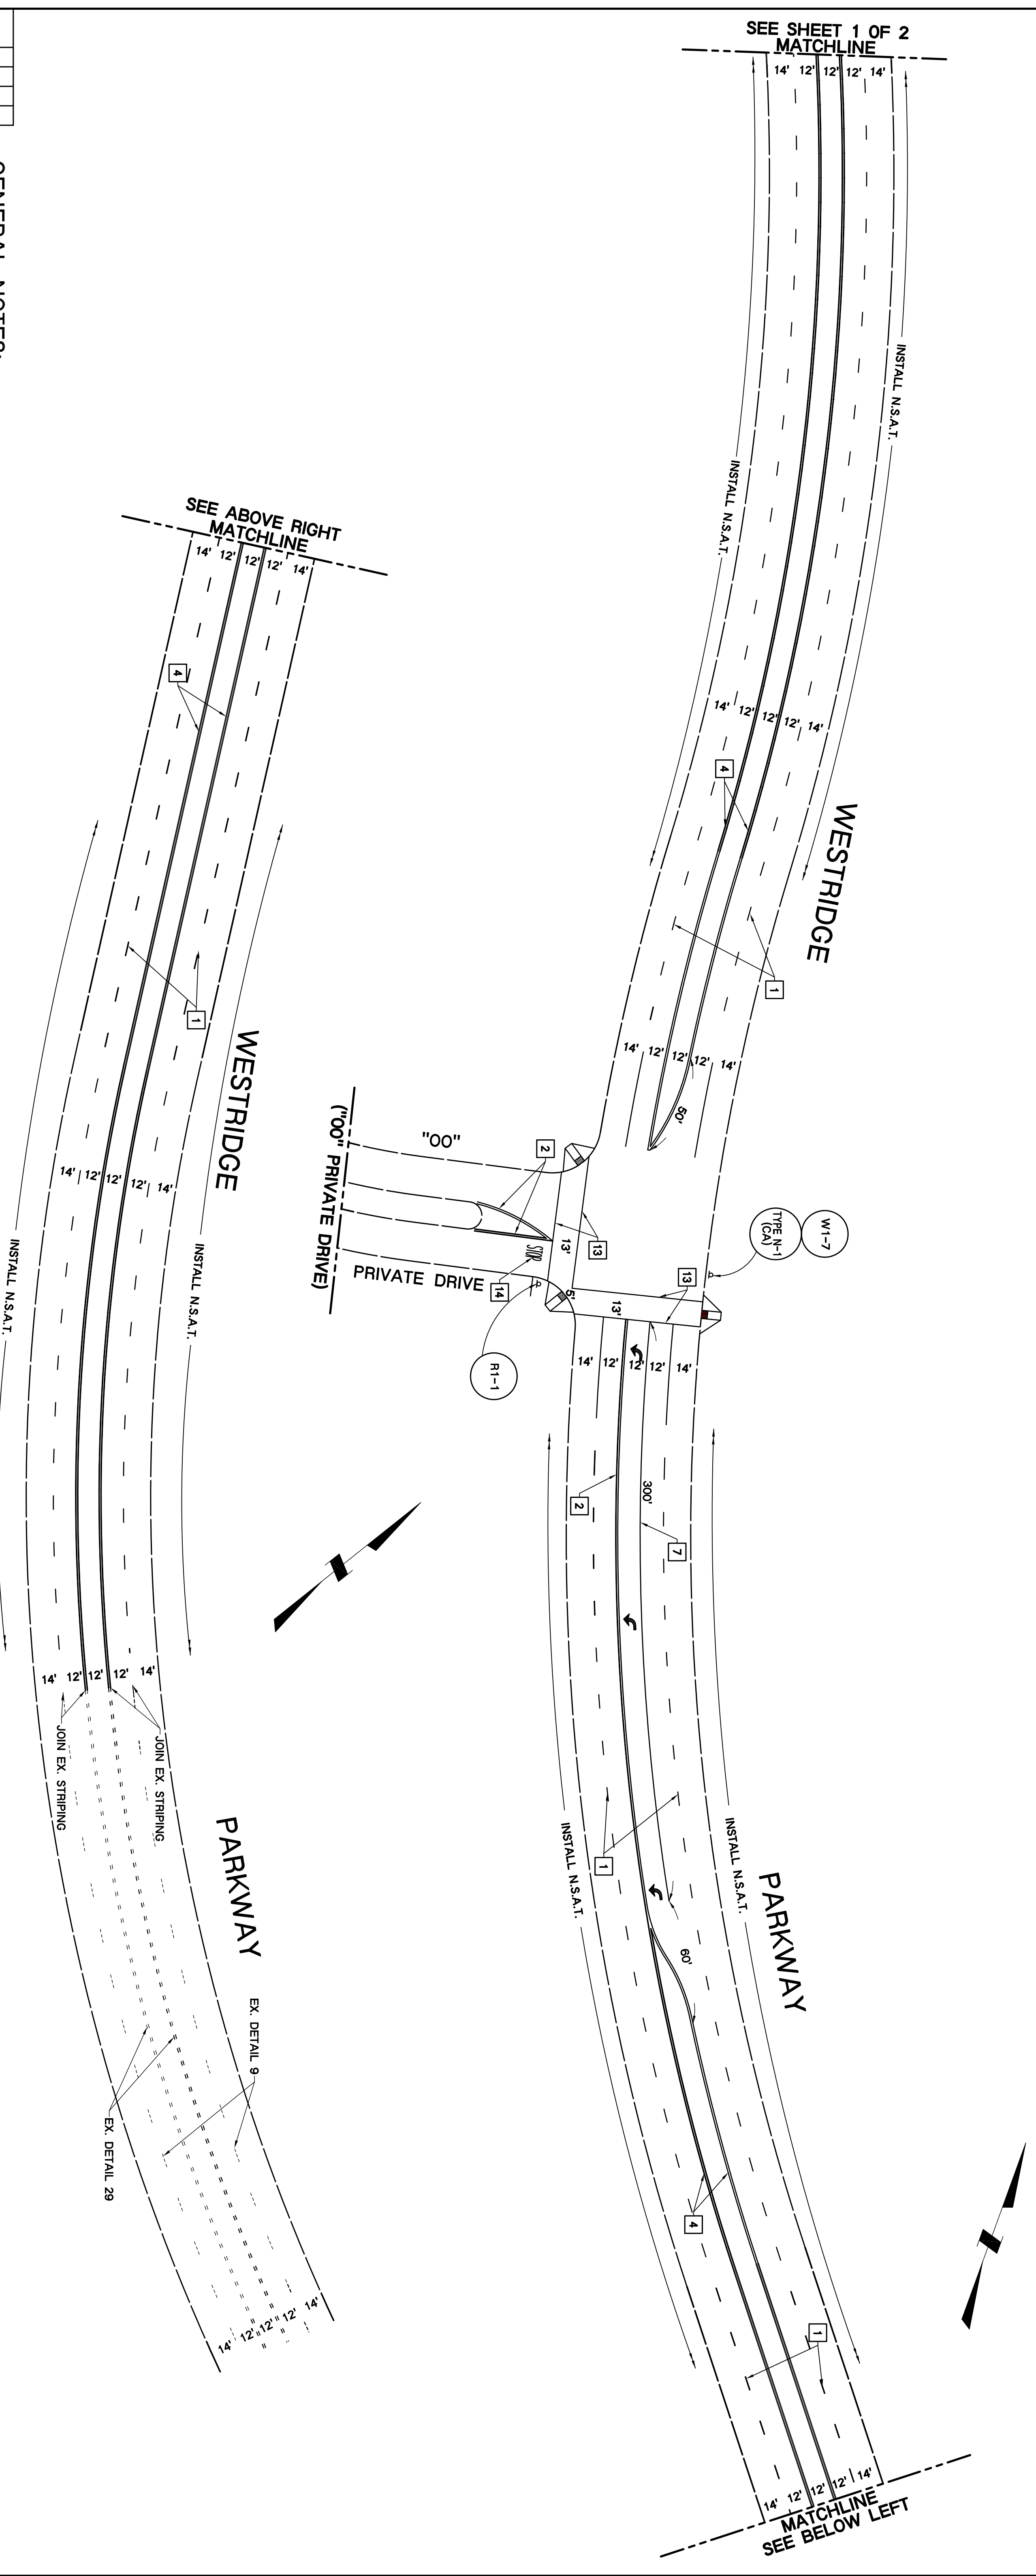 SEE SHEET 1 OF 2
MATCHLINE
14' 12' 12' 12' 14'
INSTALL N.S.A.T.
INSTALL N.S.A.T.
14' 12' 12' 12' 14'
4
WESTRIDGE
1
14' 12' 12' 12' 14'
50'
"OO"
("OO" PRIVATE DRIVE)
PRIVATE DRIVE
2
13'
13
STOP
14
5'
13'
13
W1-7
TYPE N-1
(CA)
R1-1
14' 12' 12' 12' 14'
2
300'
7
1
INSTALL N.S.A.T.
INSTALL N.S.A.T.
PARKWAY
60'
4
1
14' 12' 12' 12' 14'
MATCHLINE
SEE BELOW LEFT
SEE ABOVE RIGHT
MATCHLINE
14' 12' 12' 12' 14'
4
1
WESTRIDGE
14' 12' 12' 12' 14'
INSTALL N.S.A.T.
INSTALL N.S.A.T.
14' 12' 12' 12' 14'
JOIN EX. STRIPING
JOIN EX. STRIPING
PARKWAY
EX. DETAIL 9
EX. DETAIL 29
14' 12' 12' 12' 14'
GENERAL NOTES: